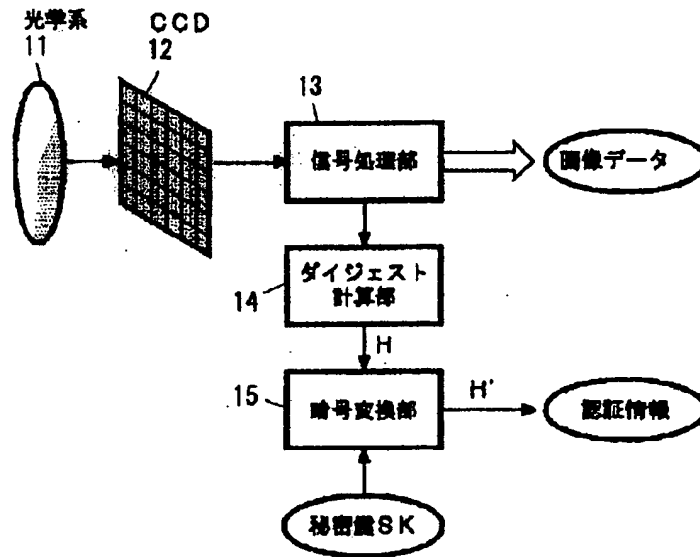 光学系
11
CCD
12
13
信号処理部
画像データ
14
ダイジェスト
計算部
H
15
暗号変換部
H'
認証情報
秘密鍵SK